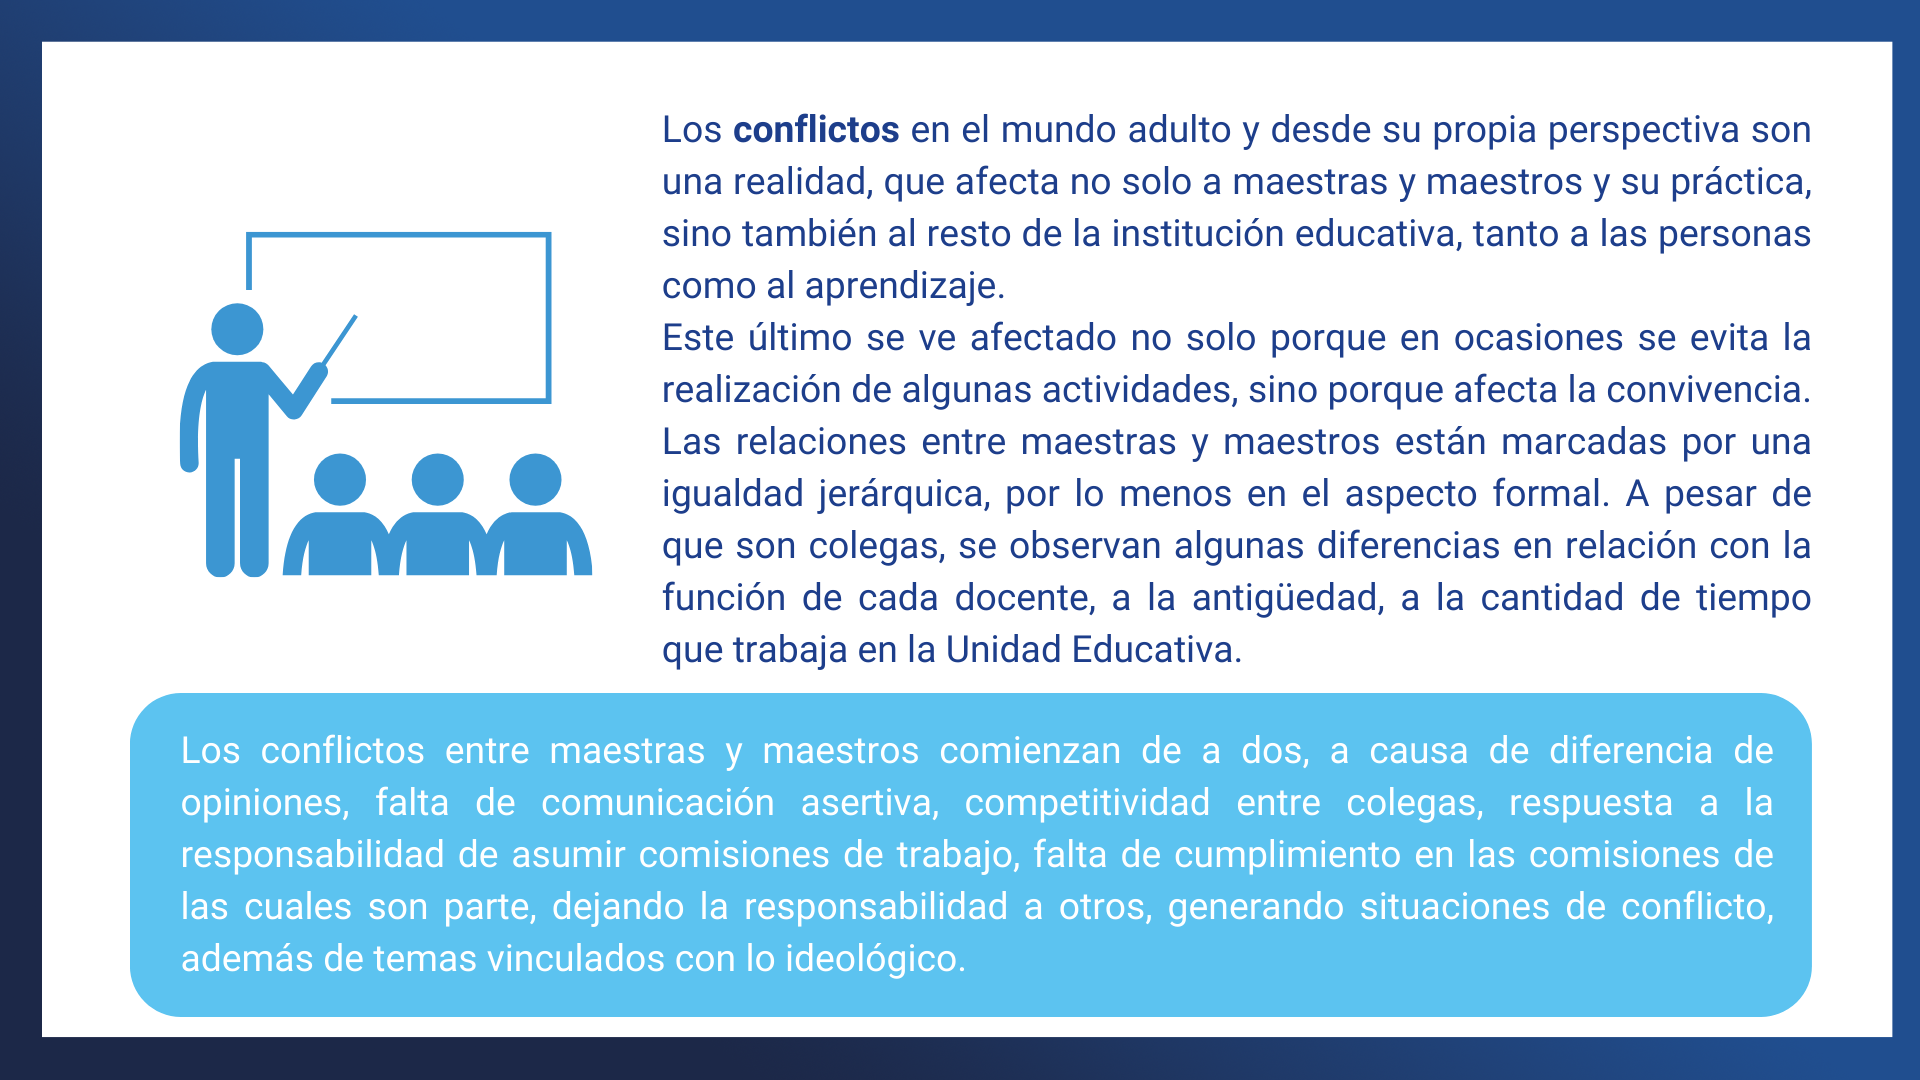 Los conflictos en el mundo adulto y desde su propia perspectiva son
una realidad, que afecta no solo a maestras y maestros y su práctica,
sino también al resto de la institución educativa, tanto a las personas
como al aprendizaje.
Este último se ve afectado no solo porque en ocasiones se evita la
realización de algunas actividades, sino porque afecta la convivencia.
Las relaciones entre maestras y maestros están marcadas por una
igualdad jerárquica, por lo menos en el aspecto formal. A pesar de
que son colegas, se observan algunas diferencias en relación con la
función de cada docente, a la antigüedad, a la cantidad de tiempo
que trabaja en la Unidad Educativa.
Los conflictos entre maestras y maestros comienzan de a dos, a causa de diferencia de
opiniones, falta de comunicación asertiva, competitividad entre colegas, respuesta a la
responsabilidad de asumir comisiones de trabajo, falta de cumplimiento en las comisiones de
las cuales son parte, dejando la responsabilidad a otros, generando situaciones de conflicto,
además de temas vinculados con lo ideológico.